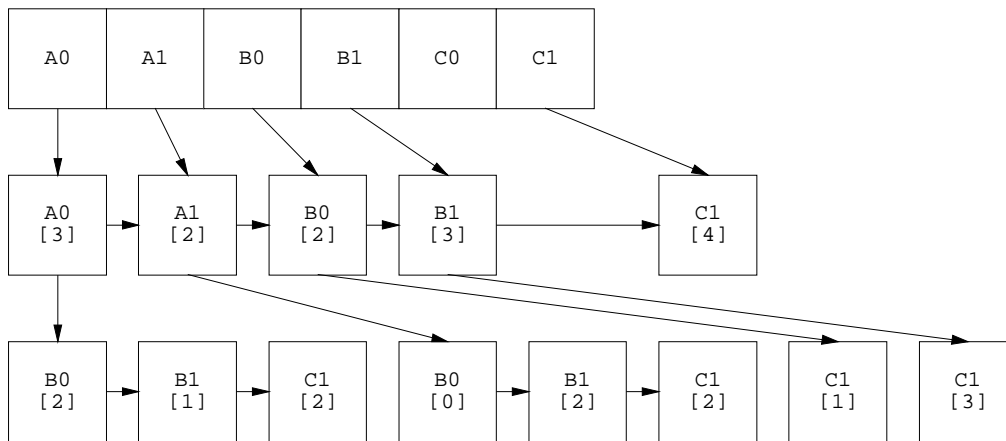 A0 A1 B0 B1 C0 C1
A0 A1 B0 B1 C1
[3] [2] [2] [3] [4]
B0 B1 C1 B0 B1 C1 C1 C1
[2] [1] [2] [0] [2] [2] [1] [3]